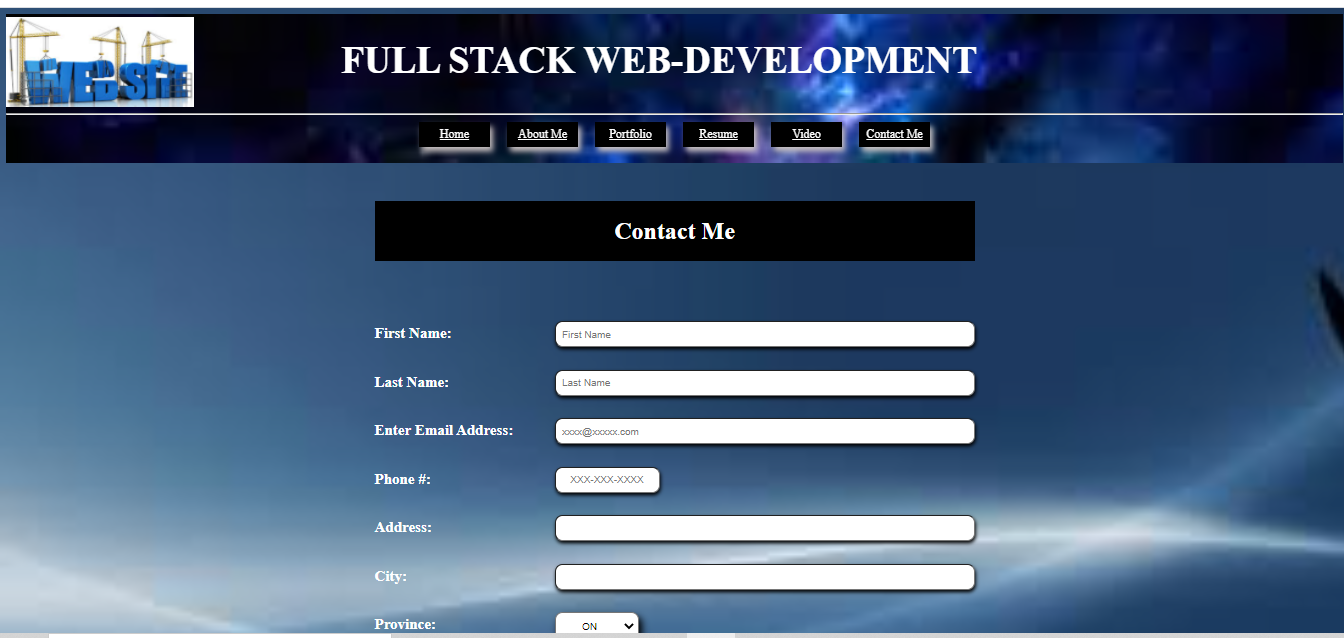 WEBSITE
FULL STACK WEB-DEVELOPMENT
Home About Me Portfolio Resume Video Contact Me
Contact Me
First Name: First Name
Last Name: Last Name
Enter Email Address: xxxx@xxxxx.com
Phone #: XXX-XXX-XXXX
Address:
City:
Province: ON